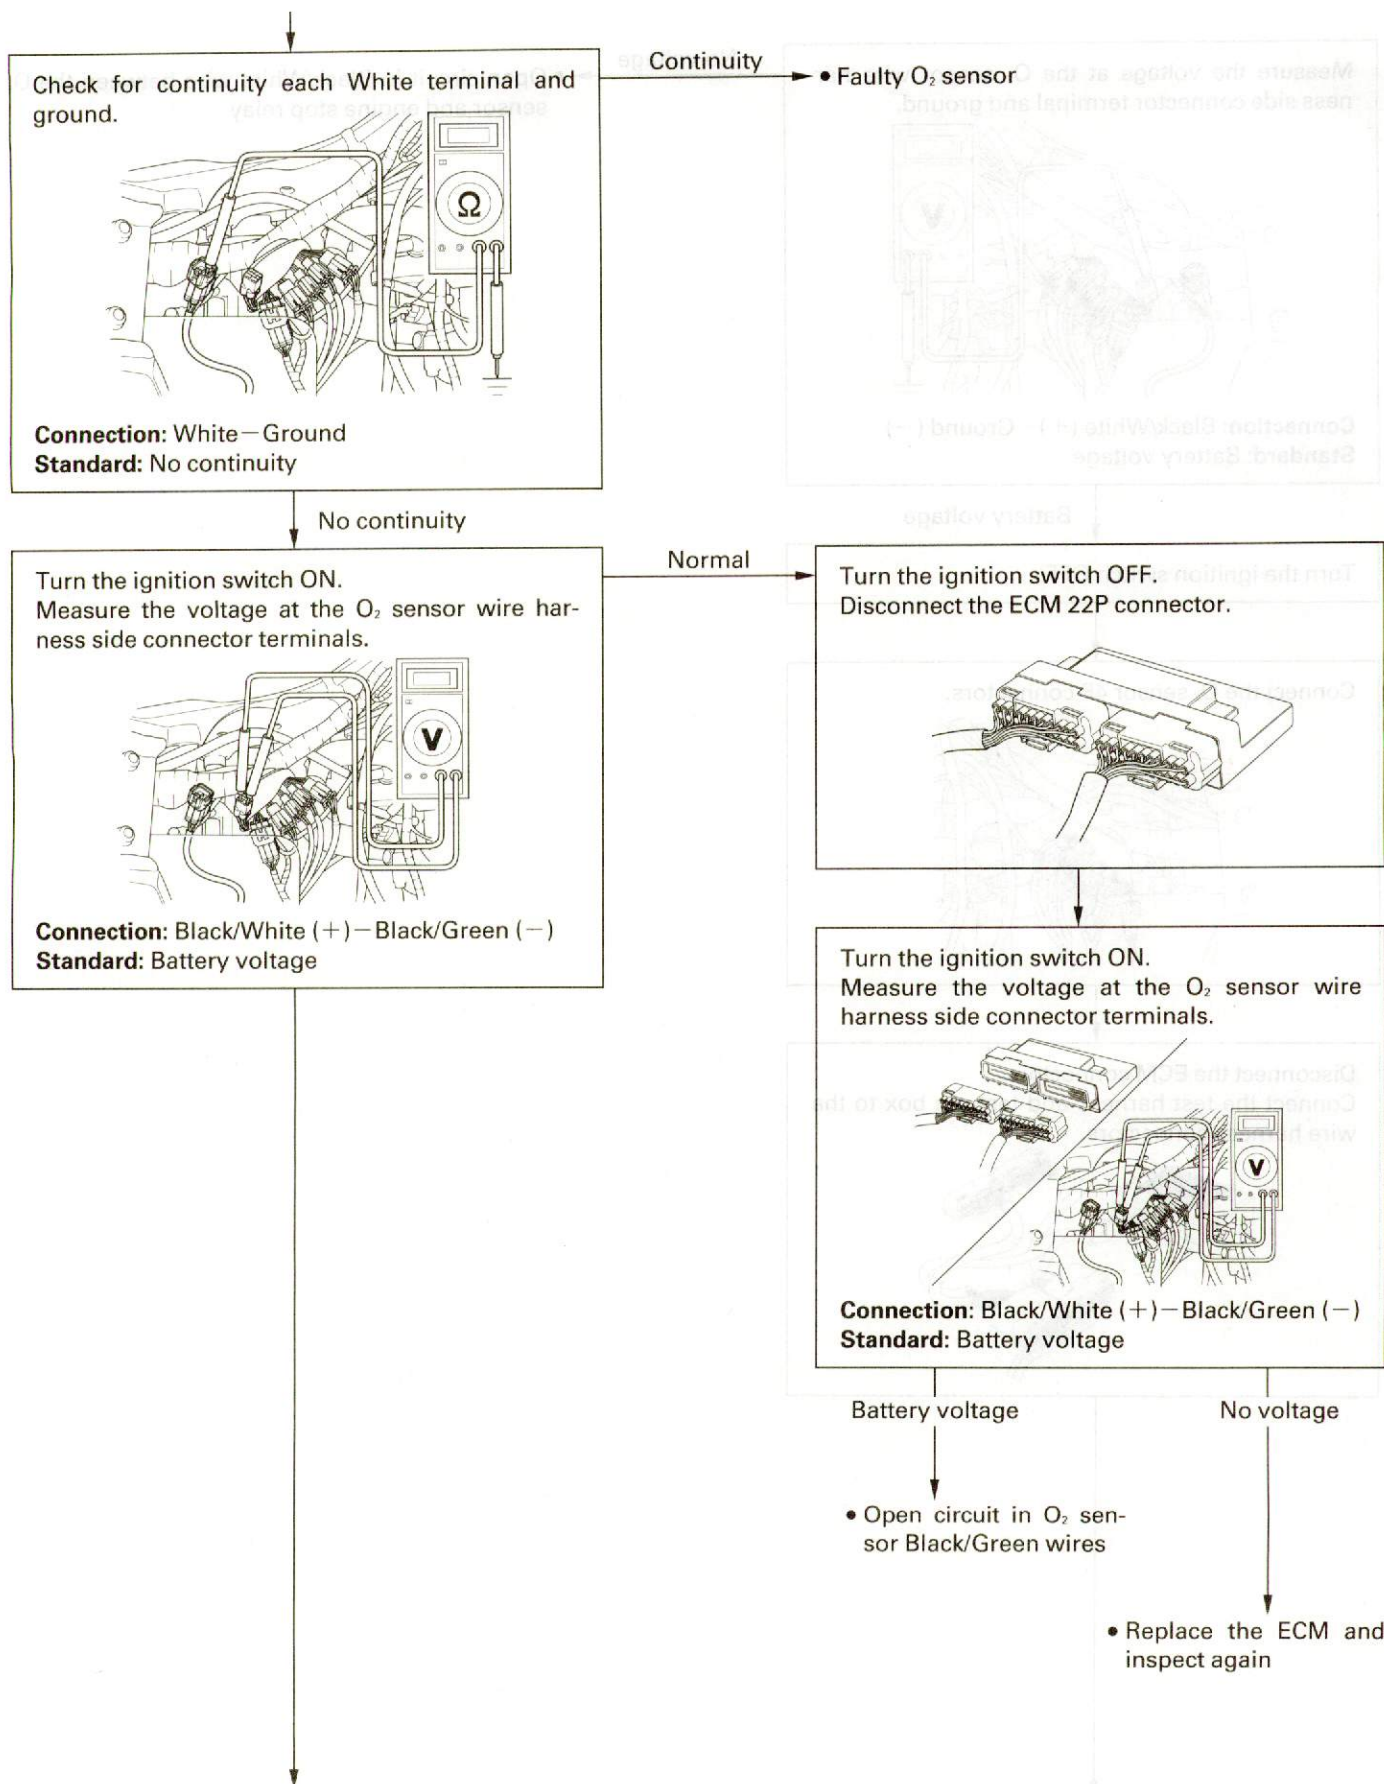 Check for continuity each White terminal and
ground.
Ω
Connection: White—Ground
Standard: No continuity
Continuity
• Faulty O₂ sensor
No continuity
Turn the ignition switch ON.
Measure the voltage at the O₂ sensor wire har-
ness side connector terminals.
V
Connection: Black/White (+)—Black/Green (—)
Standard: Battery voltage
Normal
Turn the ignition switch OFF.
Disconnect the ECM 22P connector.
Turn the ignition switch ON.
Measure the voltage at the O₂ sensor wire
harness side connector terminals.
V
Connection: Black/White (+)—Black/Green (—)
Standard: Battery voltage
Battery voltage
No voltage
• Open circuit in O₂ sen-
sor Black/Green wires
• Replace the ECM and
inspect again